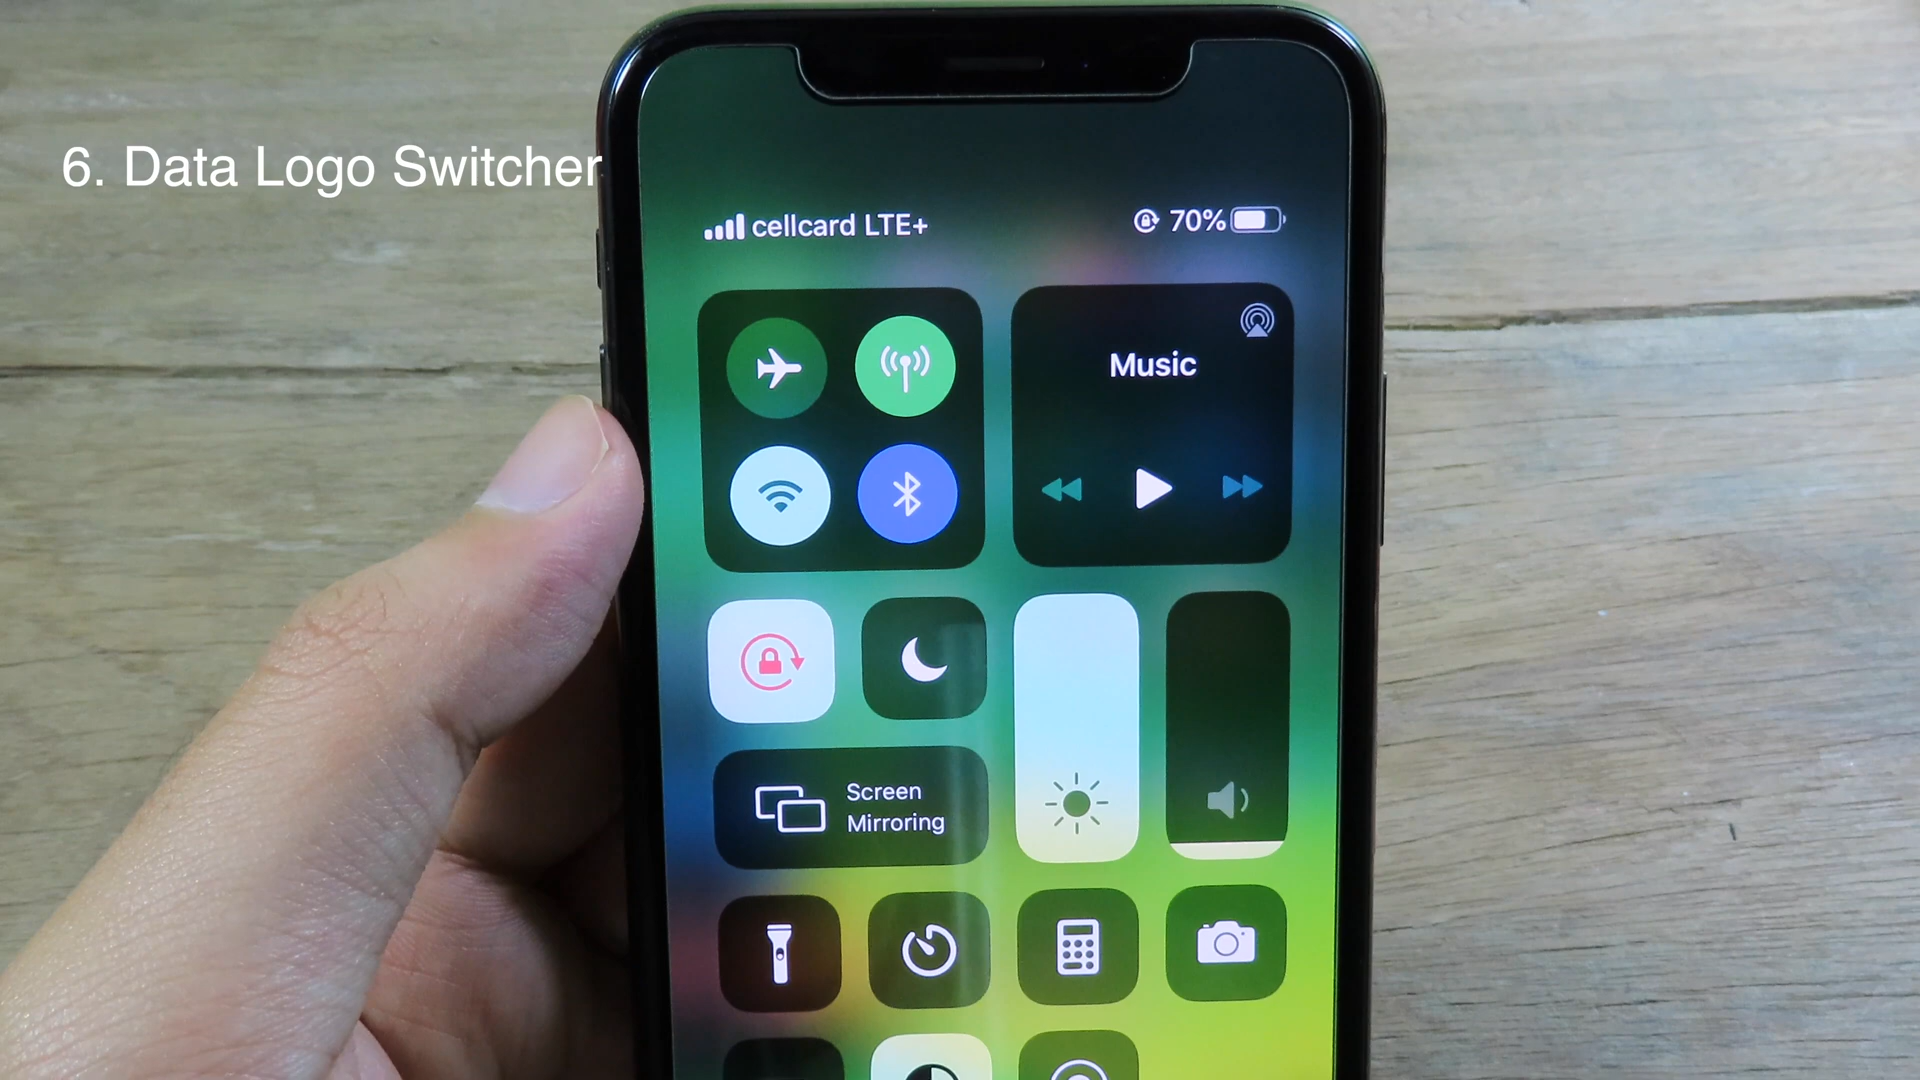 6. Data Logo Switcher
cellcard LTE+
70%
Music
Screen
Mirroring